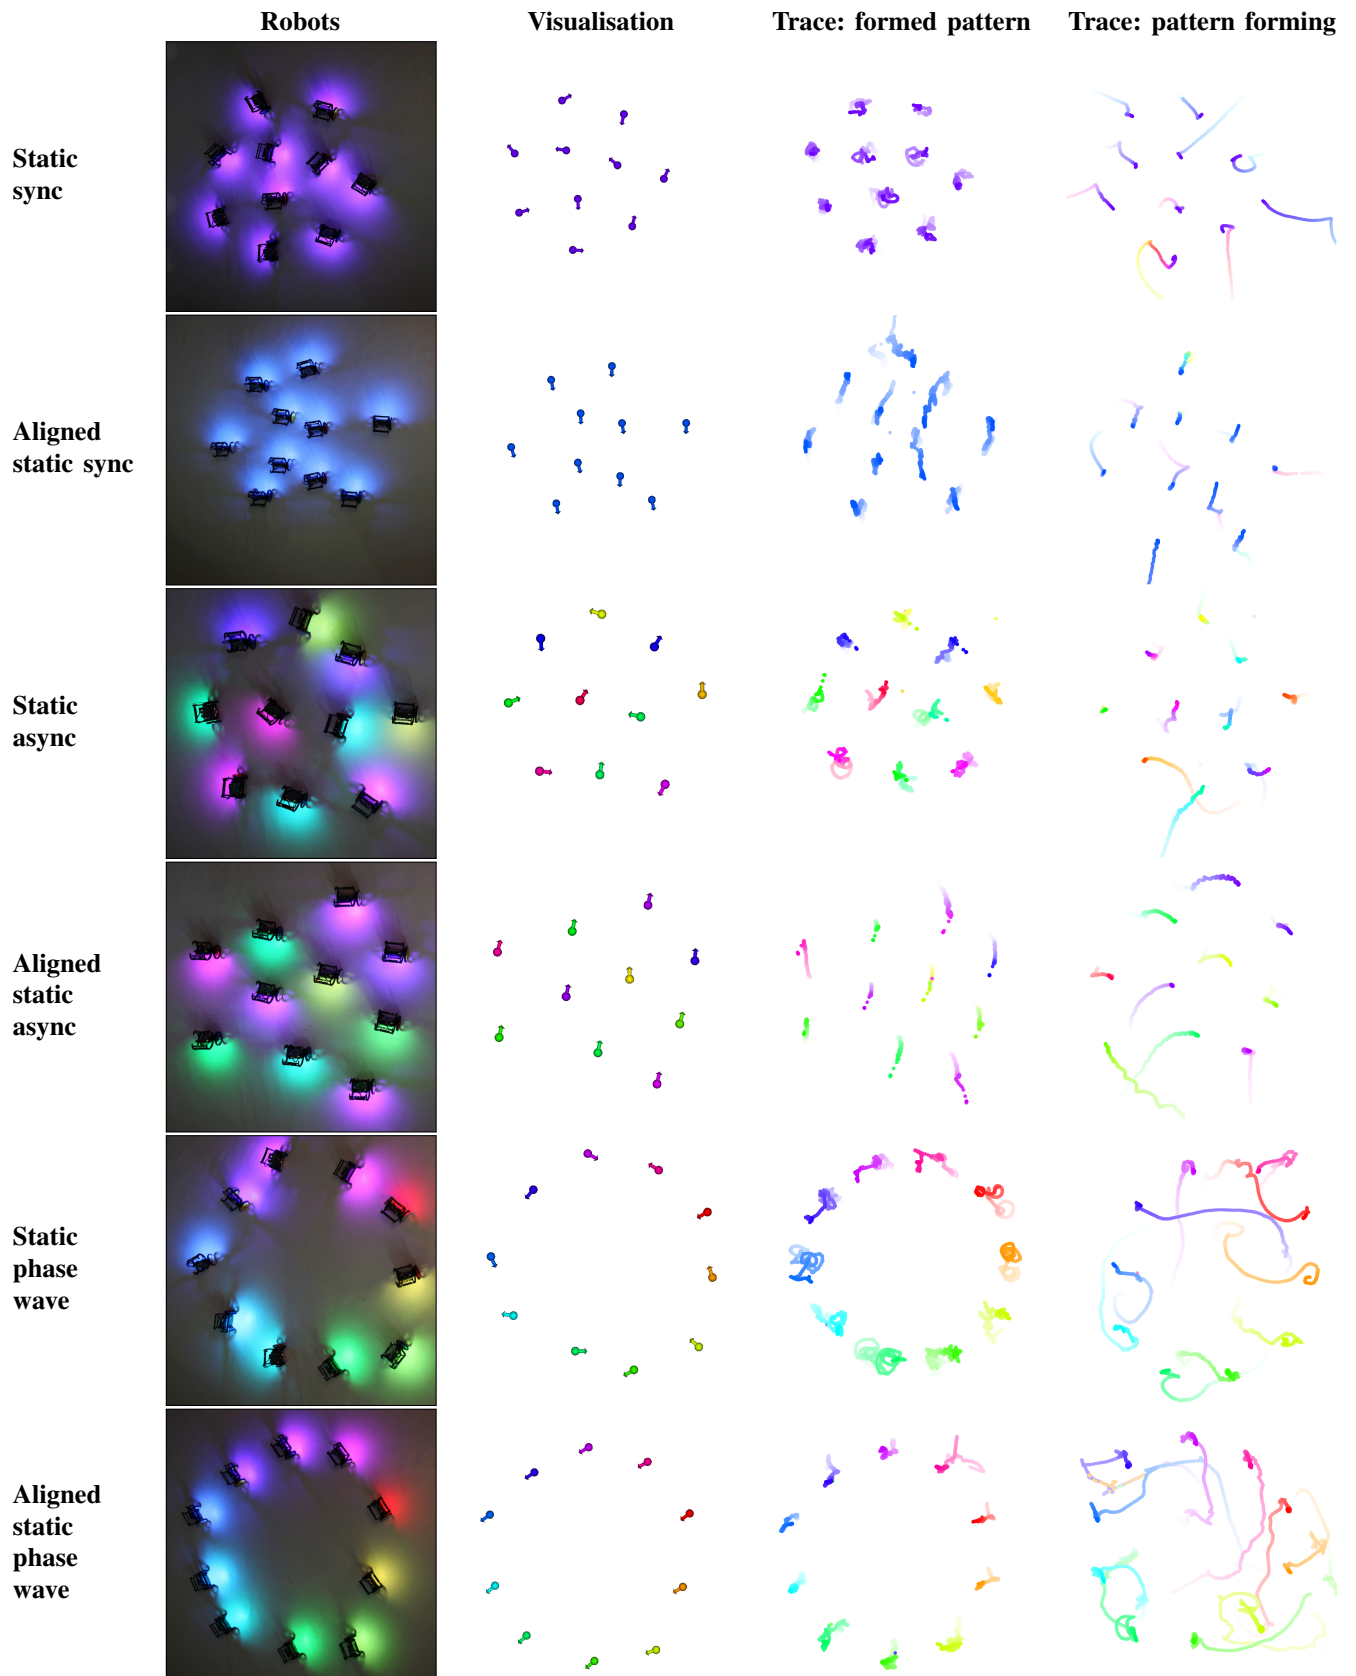 Robots Visualisation Trace: formed pattern Trace: pattern forming
Static
sync
Aligned
static sync
Static
async
Aligned
static
async
Static
phase
wave
Aligned
static
phase
wave